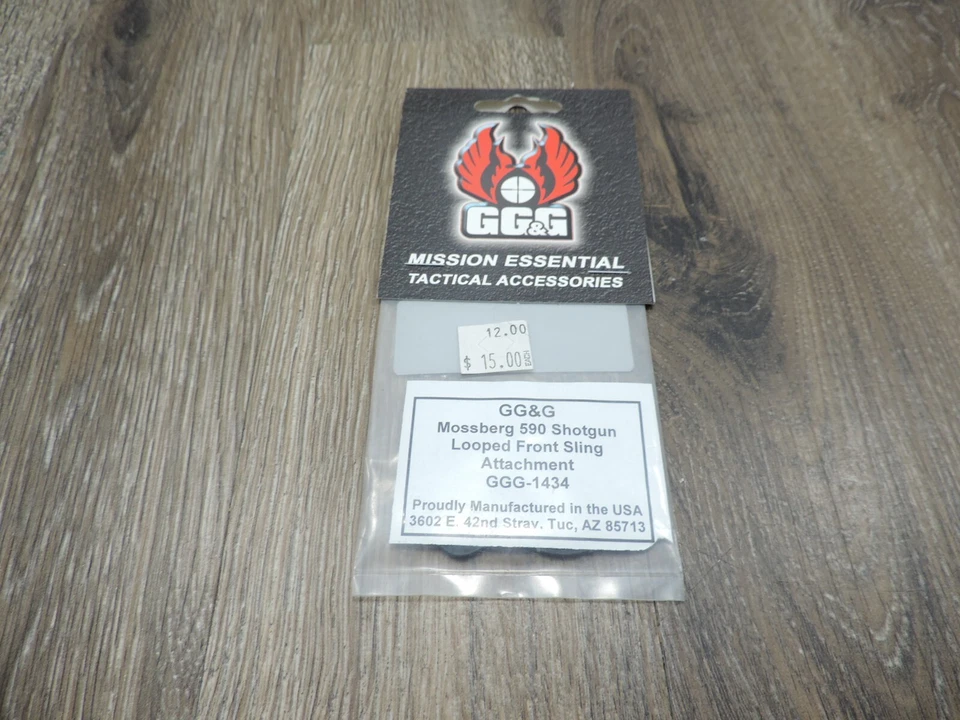 GG&G
MISSION ESSENTIAL
TACTICAL ACCESSORIES
12.00
$ 15.00 EACH
GG&G
Mossberg 590 Shotgun
Looped Front Sling
Attachment
GGG-1434
Proudly Manufactured in the USA
3602 E. 42nd Strav. Tuc, AZ 85713